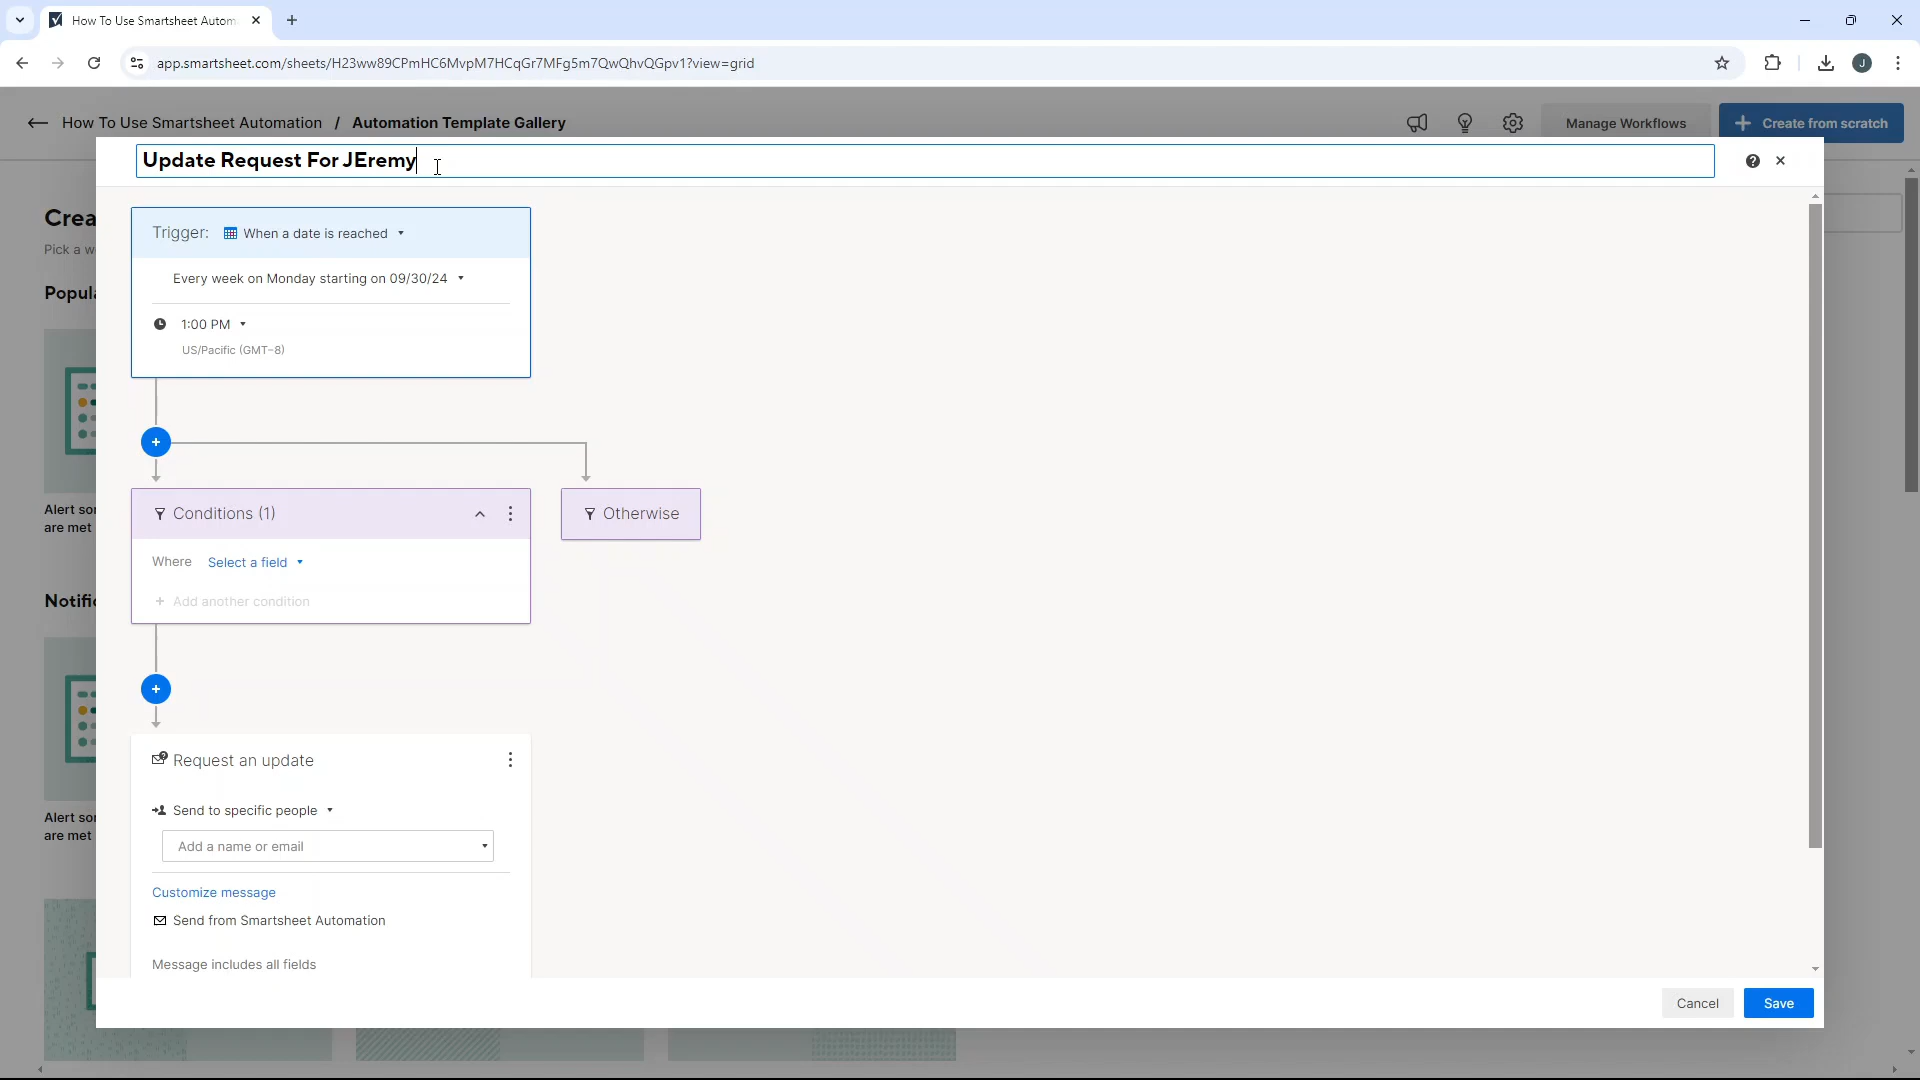 How To Use Smartsheet Autom
app.smartsheet.com/sheets/H23ww89CPmHC6MvpM7HCqGr7MFg5m7QwQhvQGpv1?view=grid
J
How To Use Smartsheet Automation / Automation Template Gallery
Manage Workflows
+ Create from scratch
Update Request For JEremy
Crea
Pick a w
Popula
Alert so
are met
Notific
Alert so
are met
Trigger: When a date is reached
Every week on Monday starting on 09/30/24
1:00 PM
US/Pacific (GMT-8)
Conditions (1)
Otherwise
Where Select a field
+ Add another condition
Request an update
Send to specific people
Add a name or email
Customize message
Send from Smartsheet Automation
Message includes all fields
Cancel
Save